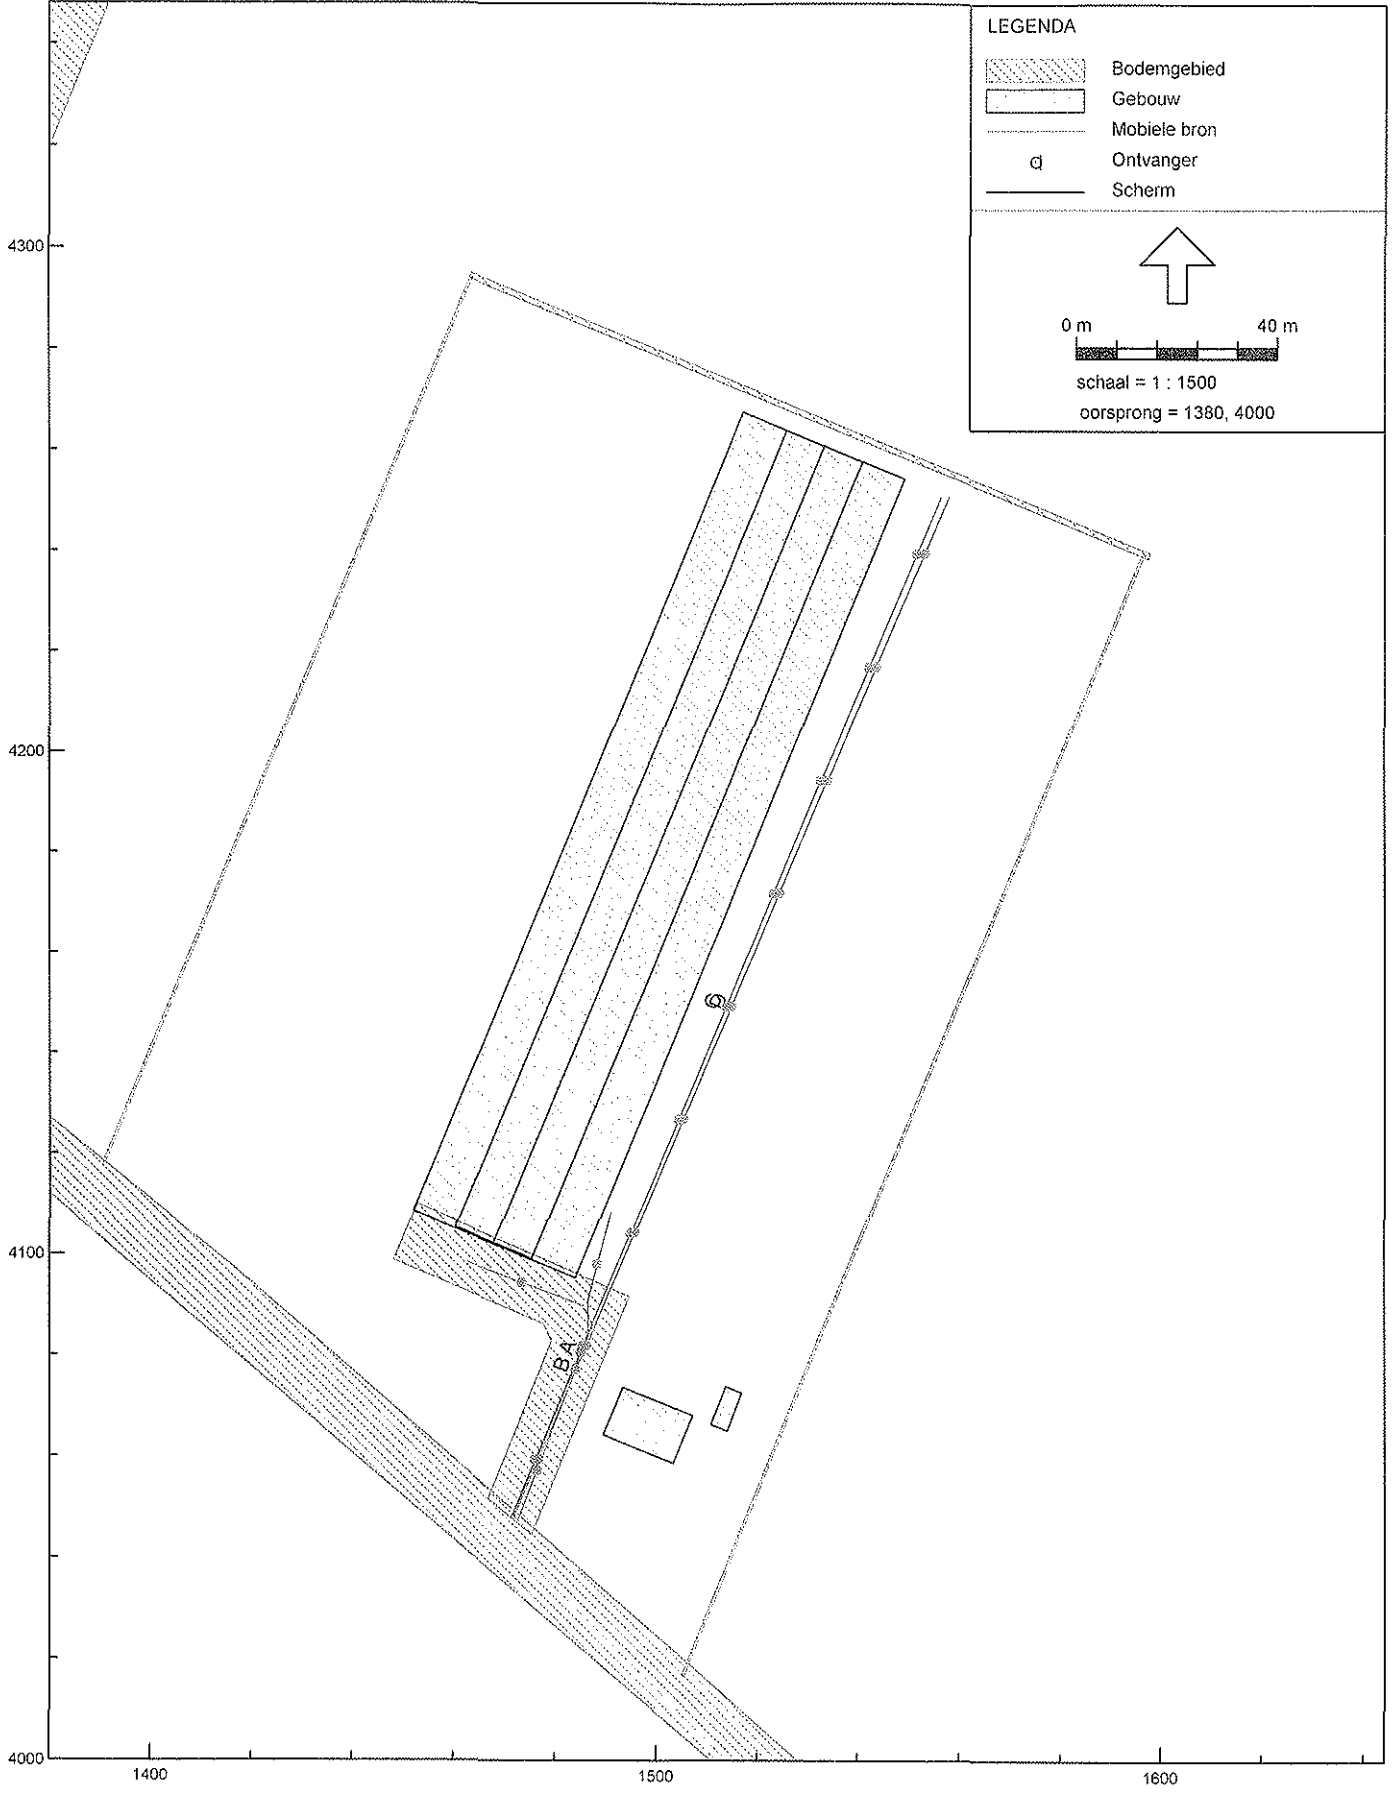 LEGENDA
Bodemgebied
Gebouw
Mobiele bron
Ontvanger
Scherm
0 m 40 m
schaal = 1 : 1500
oorsprong = 1380, 4000
4300
4200
4100
4000
1400 1500 1600
B A